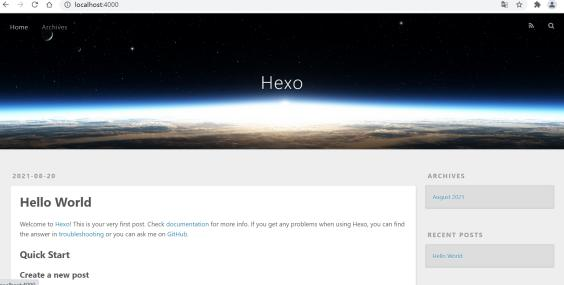 localhost:4000
Home Archives
Hexo
2021-08-20
Hello World
Welcome to Hexo! This is your very first post. Check documentation for more info. If you get any problems when using Hexo, you can find
the answer in troubleshooting or you can ask me on GitHub.
Quick Start
Create a new post
ARCHIVES
August 2021
RECENT POSTS
Hello World